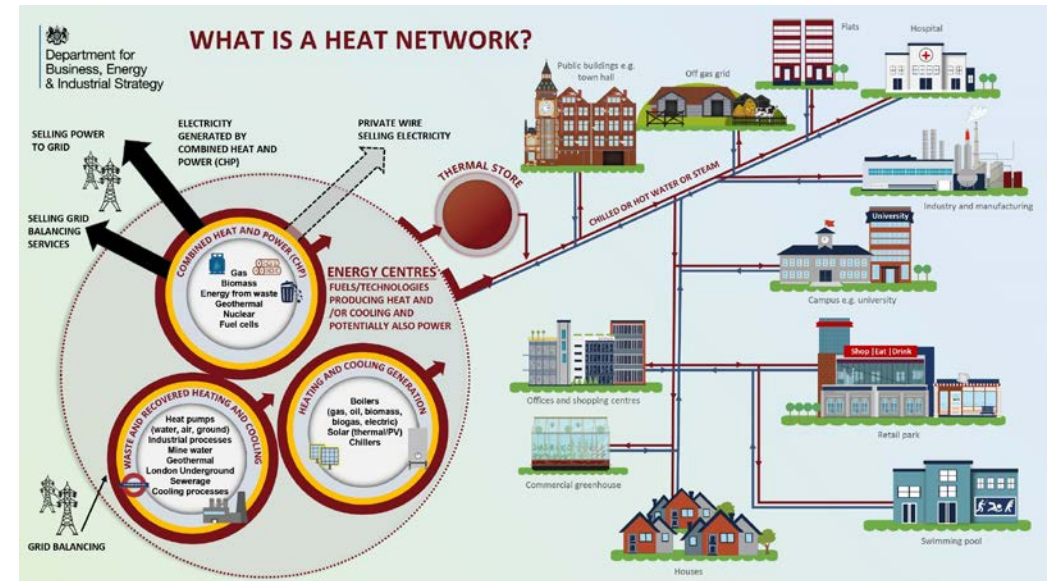 Department for
Business, Energy
& Industrial Strategy
WHAT IS A HEAT NETWORK?
SELLING POWER
TO GRID
ELECTRICITY
GENERATED BY
COMBINED HEAT AND
POWER (CHP)
PRIVATE WIRE
SELLING ELECTRICITY
SELLING GRID
BALANCING
SERVICES
COMBINED HEAT AND POWER (CHP)
Gas
Biomass
Energy from waste
Geothermal
Nuclear
Fuel cells
THERMAL STORE
ENERGY CENTRES
FUELS/TECHNOLOGIES
PRODUCING HEAT AND
/OR COOLING AND
POTENTIALLY ALSO POWER
WASTE AND RECOVERED HEATING AND COOLING
Heat pumps
(water, air, ground)
Industrial processes
Mine water
Geothermal
London Underground
Sewerage
Cooling processes
HEATING AND COOLING GENERATION
Boilers
(gas, oil, biomass,
biogas, electric)
Solar (thermal/PV)
Chillers
GRID BALANCING
CHILLED OR HOT WATER OR STEAM
Public buildings e.g.
town hall
Off gas grid
Flats
Hospital
Industry and manufacturing
University
Campus e.g. university
Offices and shopping centres
Shop | Eat | Drink
Retail park
Commercial greenhouse
Houses
Swimming pool